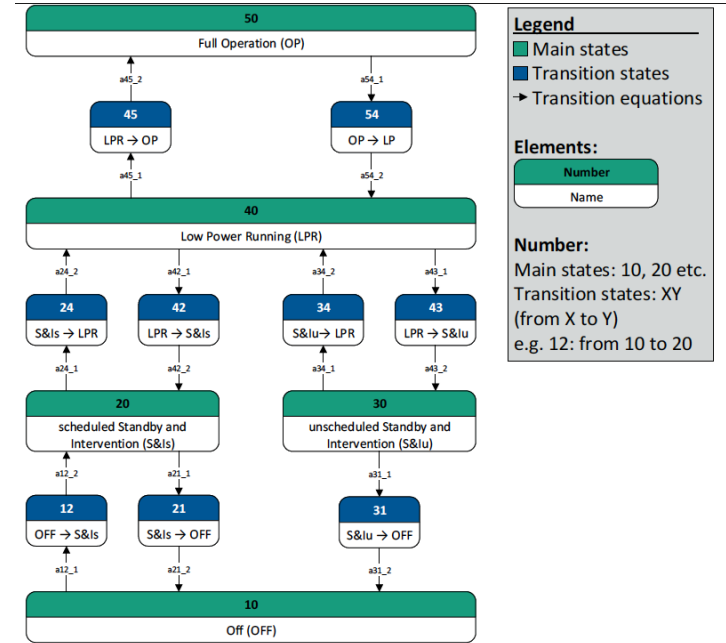 50
Full Operation (OP)
a45_2
a54_1
45
54
LPR → OP
OP → LP
a45_1
a54_2
40
Low Power Running (LPR)
a24_2
a42_1
a34_2
a43_1
24
42
34
43
S&Is → LPR
LPR → S&Is
S&Iu → LPR
LPR → S&Iu
a24_1
a42_2
a34_1
a43_2
20
30
scheduled Standby and
Intervention (S&Is)
unscheduled Standby and
Intervention (S&Iu)
a12_2
a21_1
a31_1
12
21
31
OFF → S&Is
S&Is → OFF
S&Iu → OFF
a12_1
a21_2
a31_2
10
Off (OFF)
Legend
Main states
Transition states
Transition equations
Elements:
Number
Name
Number:
Main states: 10, 20 etc.
Transition states: XY
(from X to Y)
e.g. 12: from 10 to 20